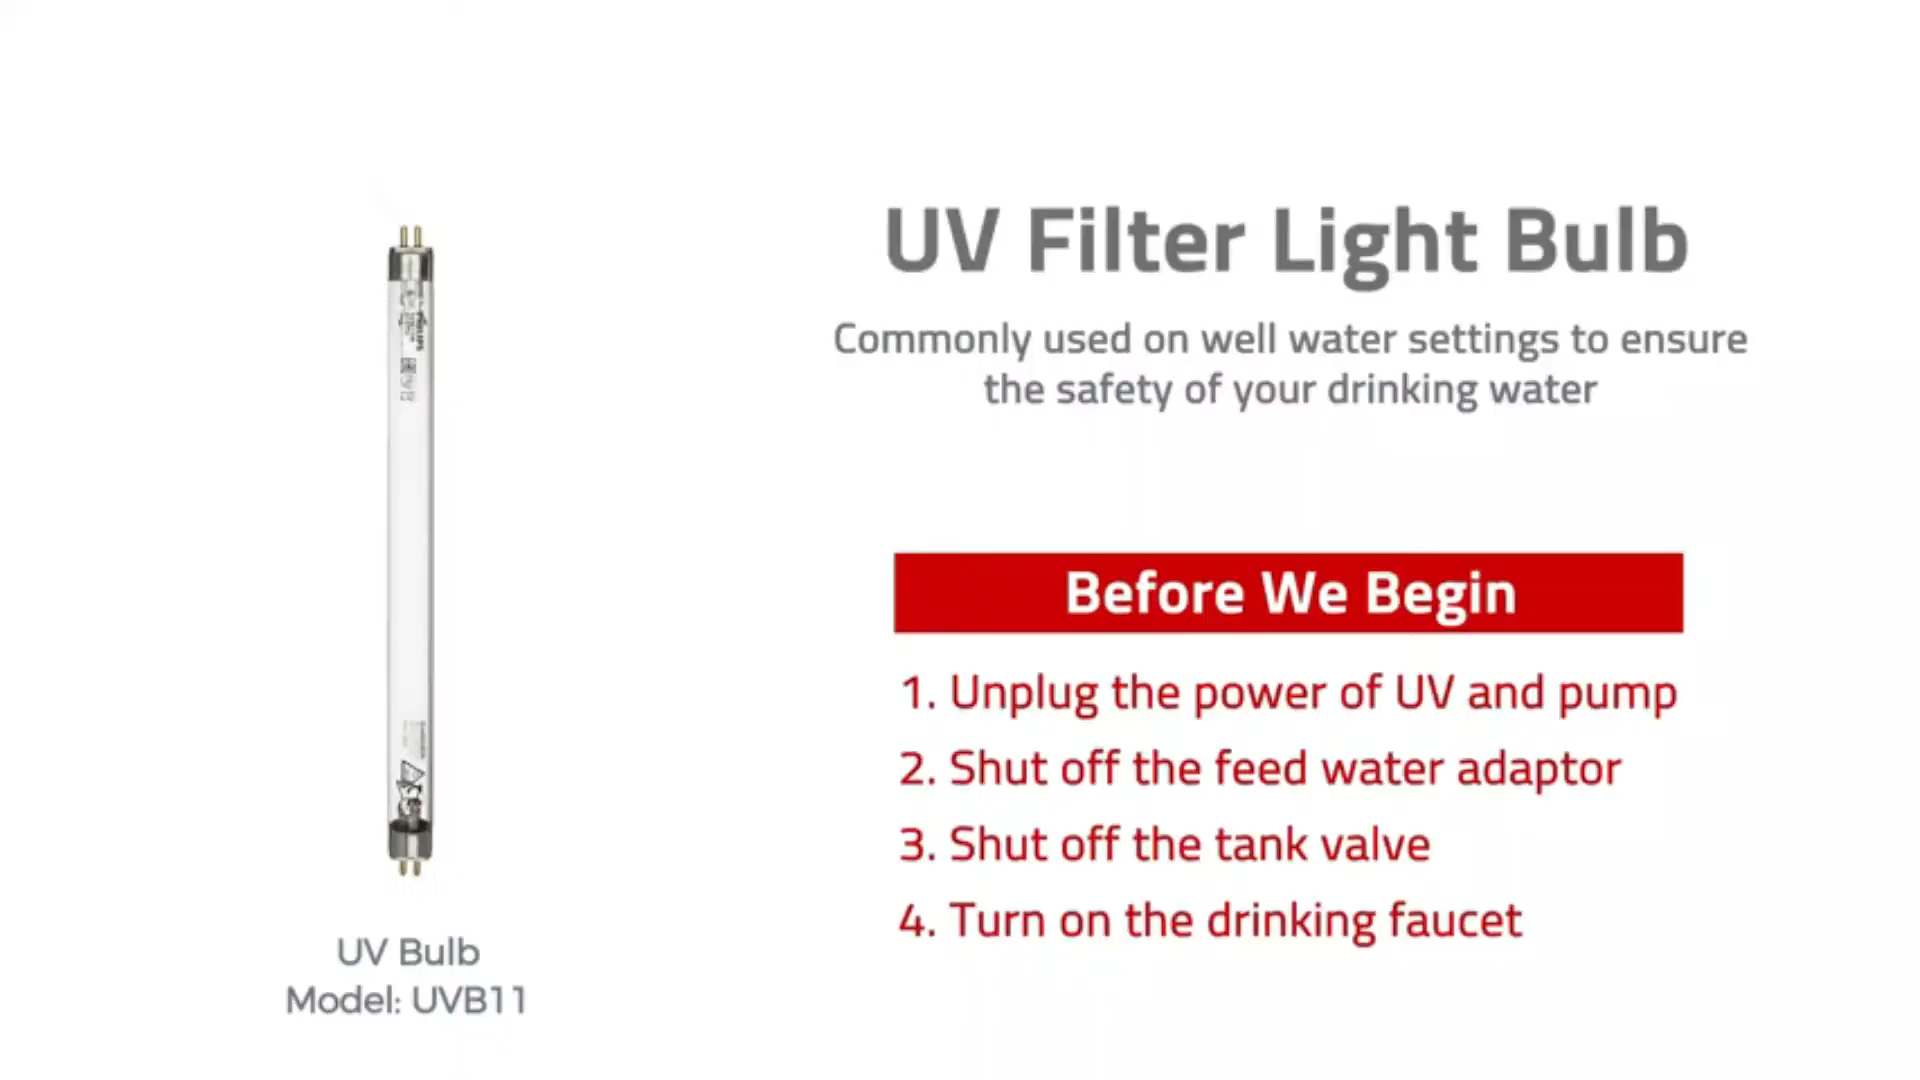 UV Filter Light Bulb
Commonly used on well water settings to ensure
the safety of your drinking water
Before We Begin
1. Unplug the power of UV and pump
2. Shut off the feed water adaptor
3. Shut off the tank valve
4. Turn on the drinking faucet
UV Bulb
Model: UVB11